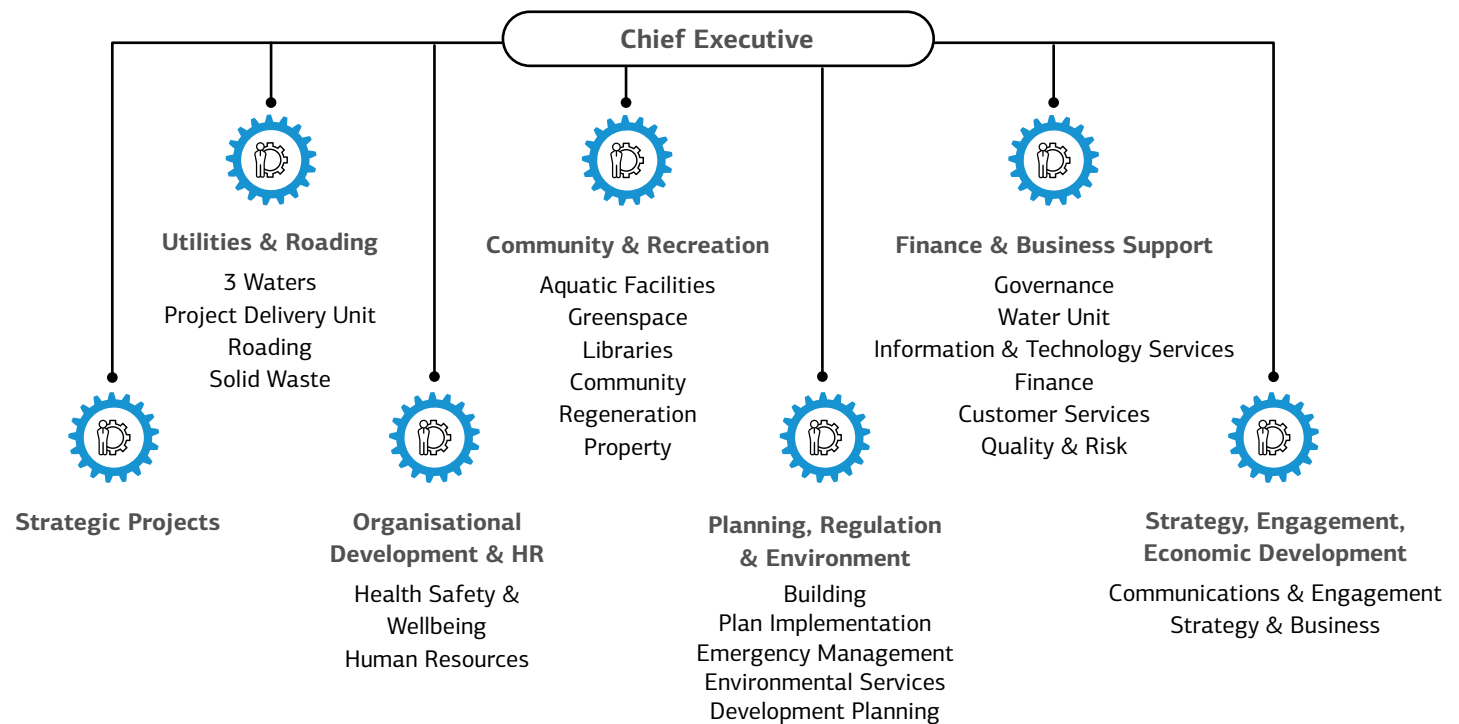 Chief Executive
Utilities & Roading
3 Waters
Project Delivery Unit
Roading
Solid Waste
Community & Recreation
Aquatic Facilities
Greenspace
Libraries
Community
Regeneration
Property
Finance & Business Support
Governance
Water Unit
Information & Technology Services
Finance
Customer Services
Quality & Risk
Strategic Projects
Organisational
Development & HR
Health Safety &
Wellbeing
Human Resources
Planning, Regulation
& Environment
Building
Plan Implementation
Emergency Management
Environmental Services
Development Planning
Strategy, Engagement,
Economic Development
Communications & Engagement
Strategy & Business